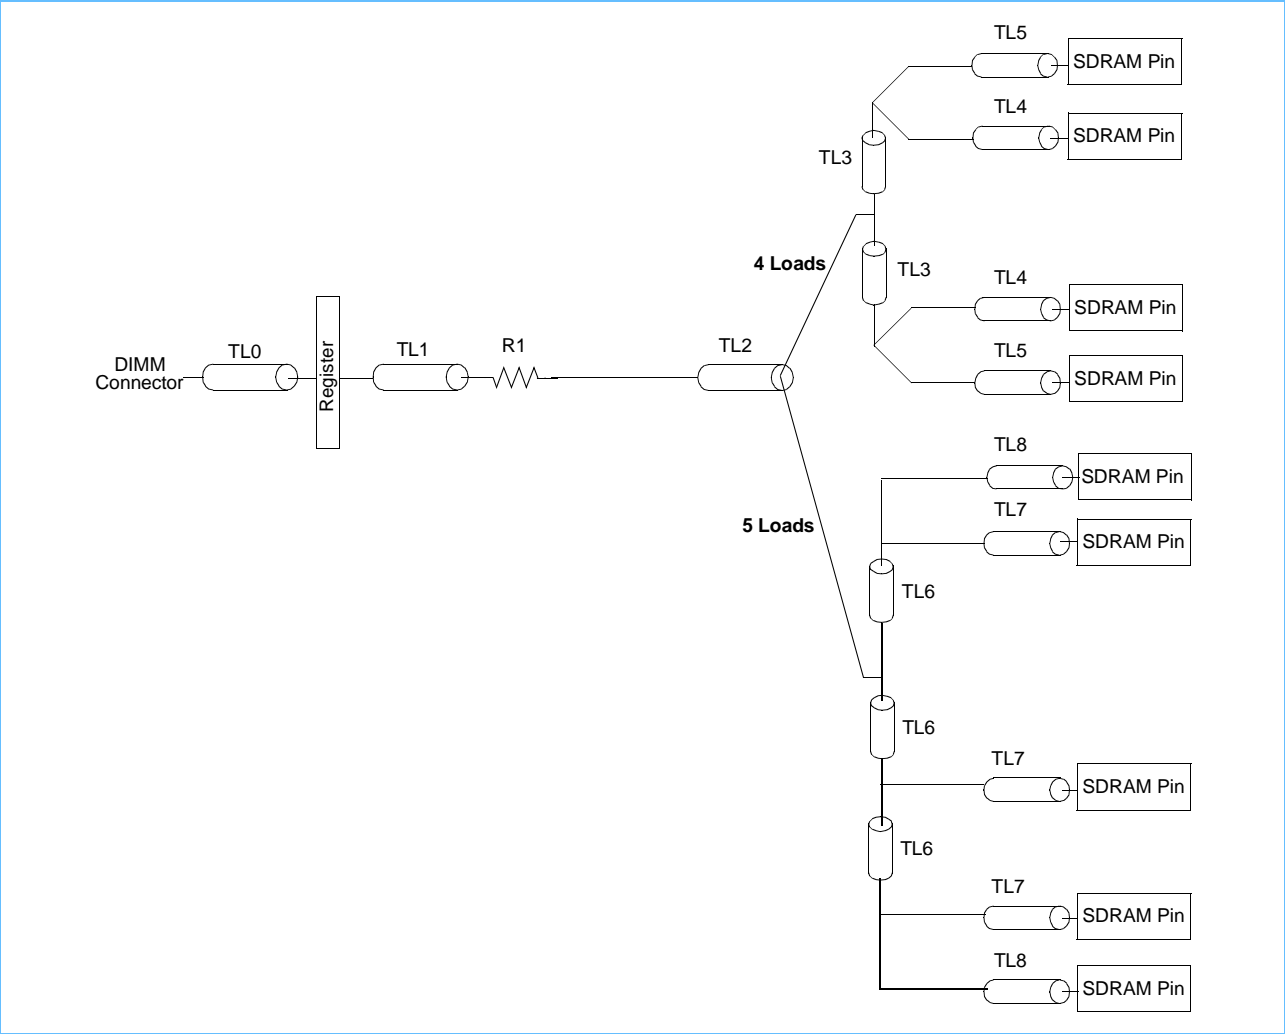 TL5
SDRAM Pin
TL4
SDRAM Pin
TL3
4 Loads
TL3
TL4
SDRAM Pin
TL5
SDRAM Pin
DIMM
Connector
TL0
Register
TL1
R1
TL2
5 Loads
TL8
SDRAM Pin
TL7
SDRAM Pin
TL6
TL6
TL7
SDRAM Pin
TL6
TL7
SDRAM Pin
TL8
SDRAM Pin